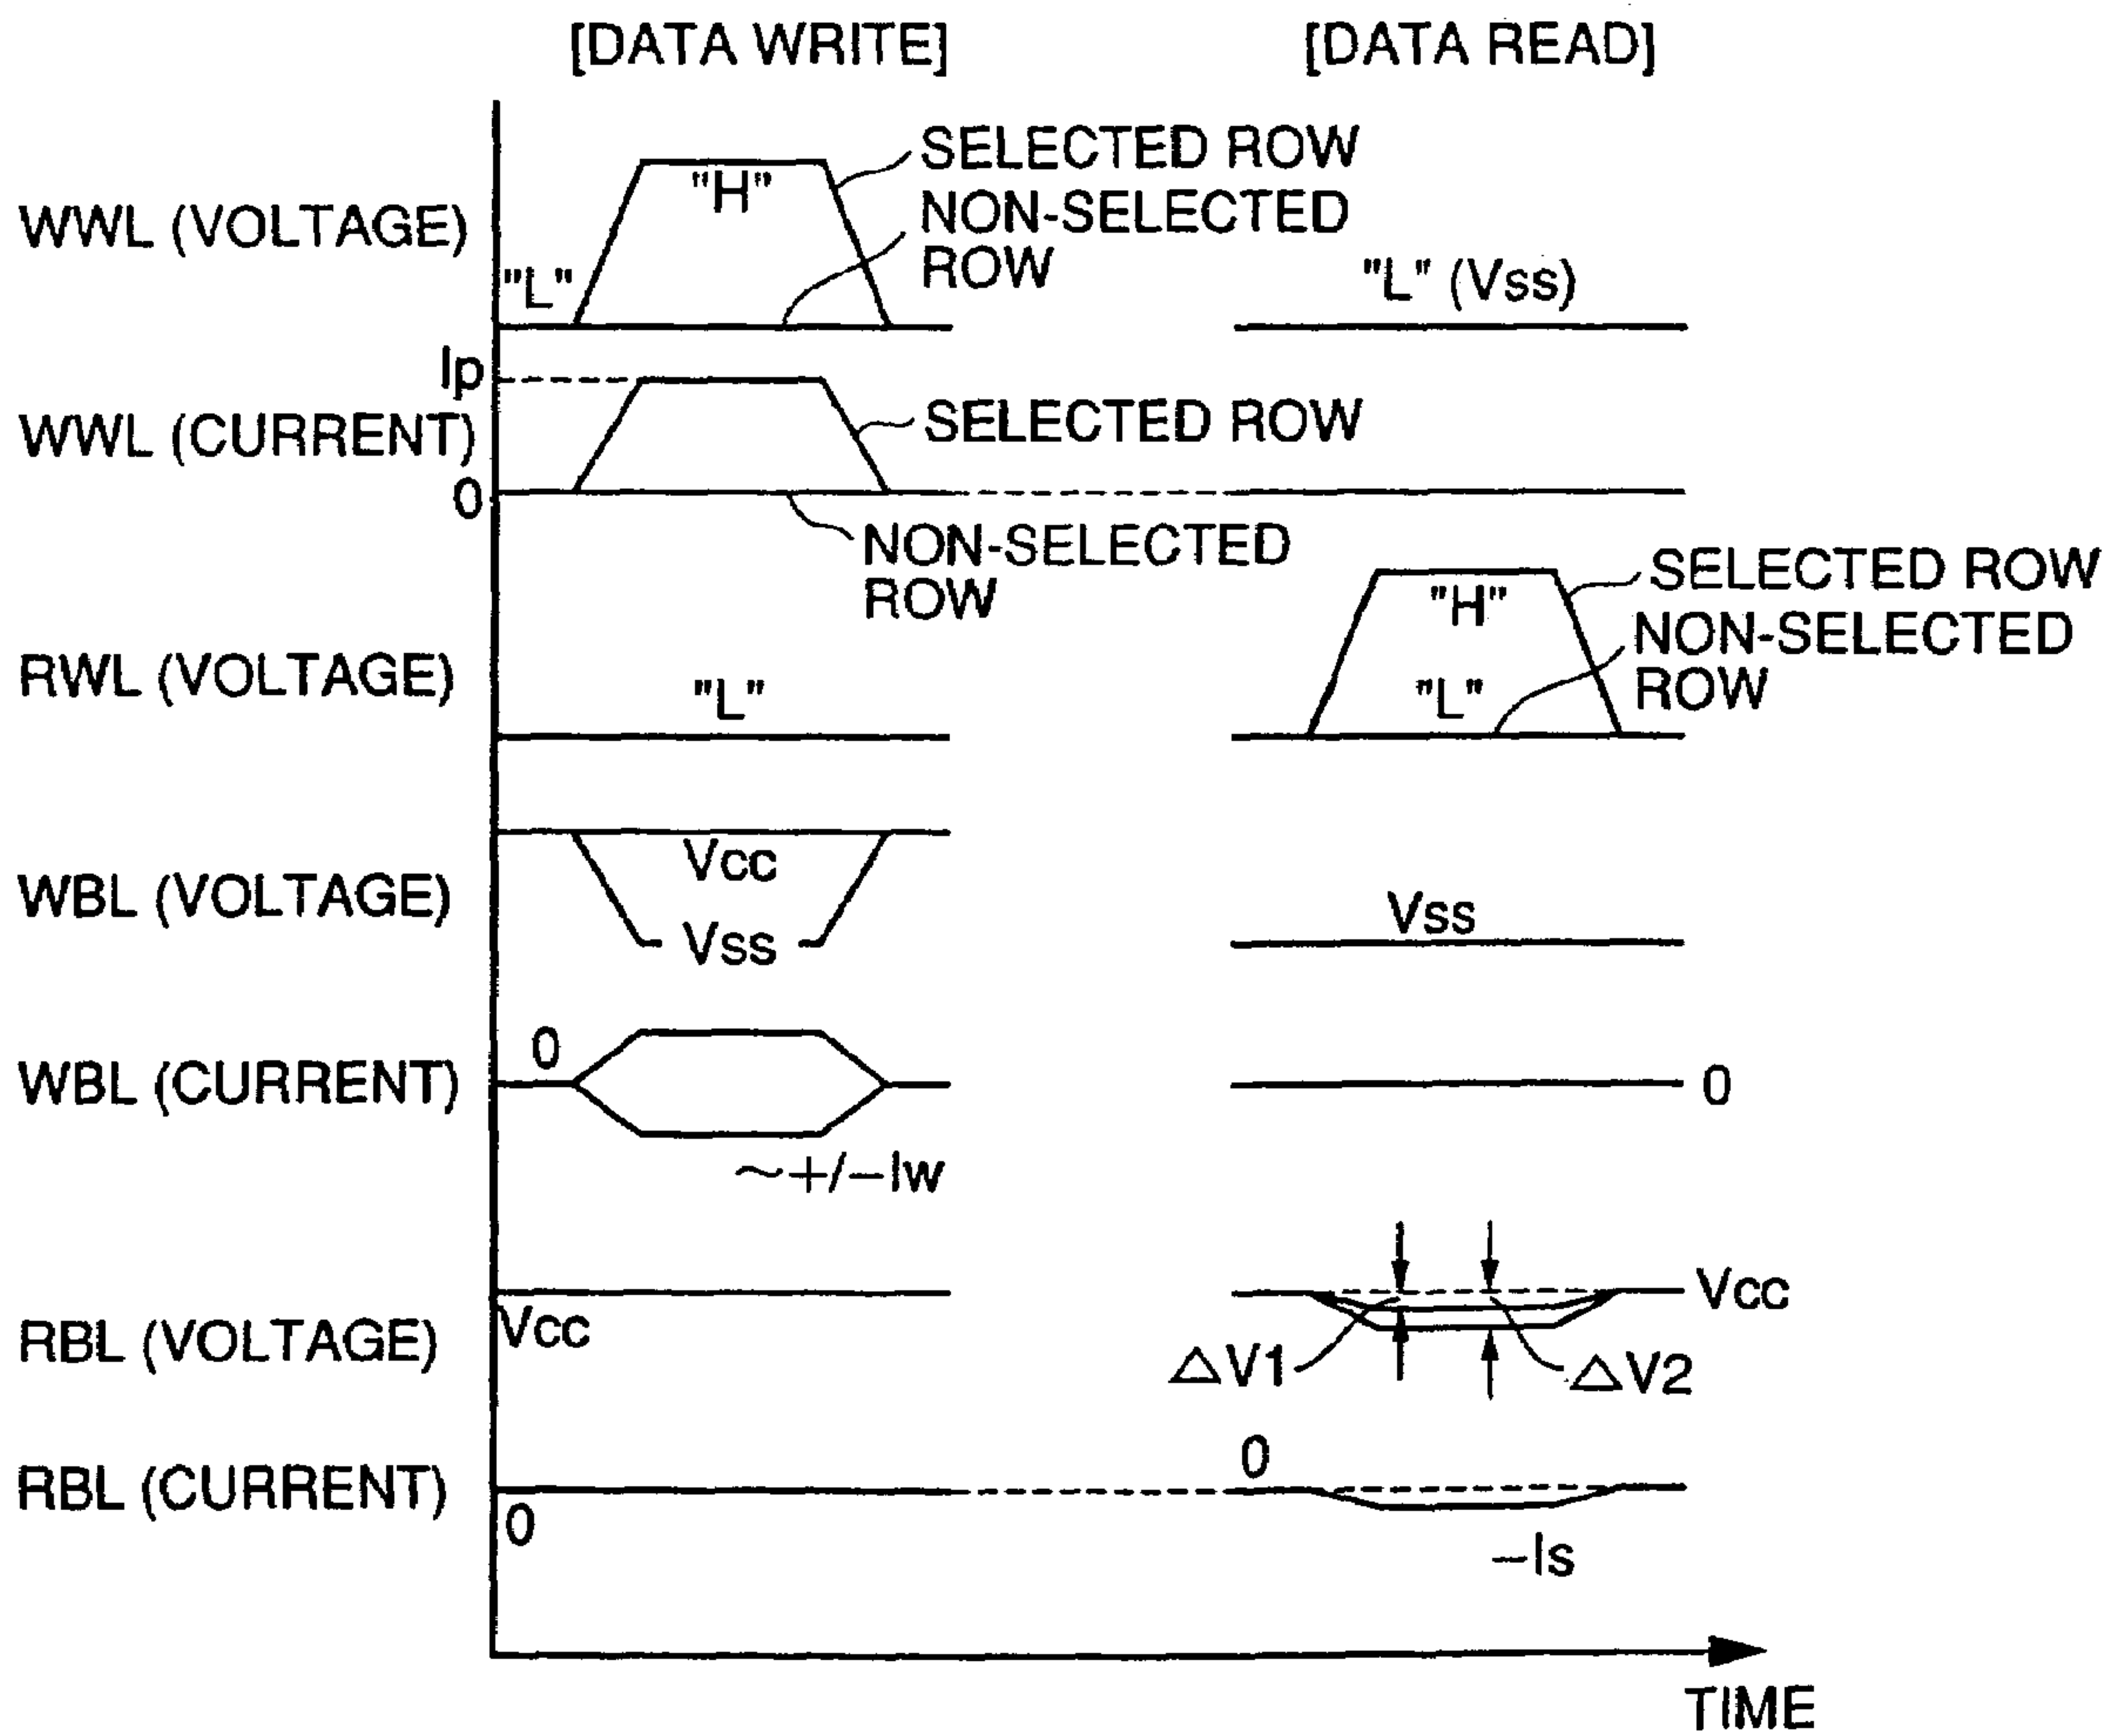 [DATA WRITE]
[DATA READ]
WWL (VOLTAGE)
"L"
"H"
SELECTED ROW
NON-SELECTED
ROW
"L" (Vss)
Ip
WWL (CURRENT)
0
SELECTED ROW
NON-SELECTED
ROW
RWL (VOLTAGE)
"L"
"H"
"L"
SELECTED ROW
NON-SELECTED
ROW
WBL (VOLTAGE)
Vcc
Vss
Vss
WBL (CURRENT)
0
~+/-Iw
0
RBL (VOLTAGE)
Vcc
△V1
△V2
Vcc
RBL (CURRENT)
0
0
-Is
TIME